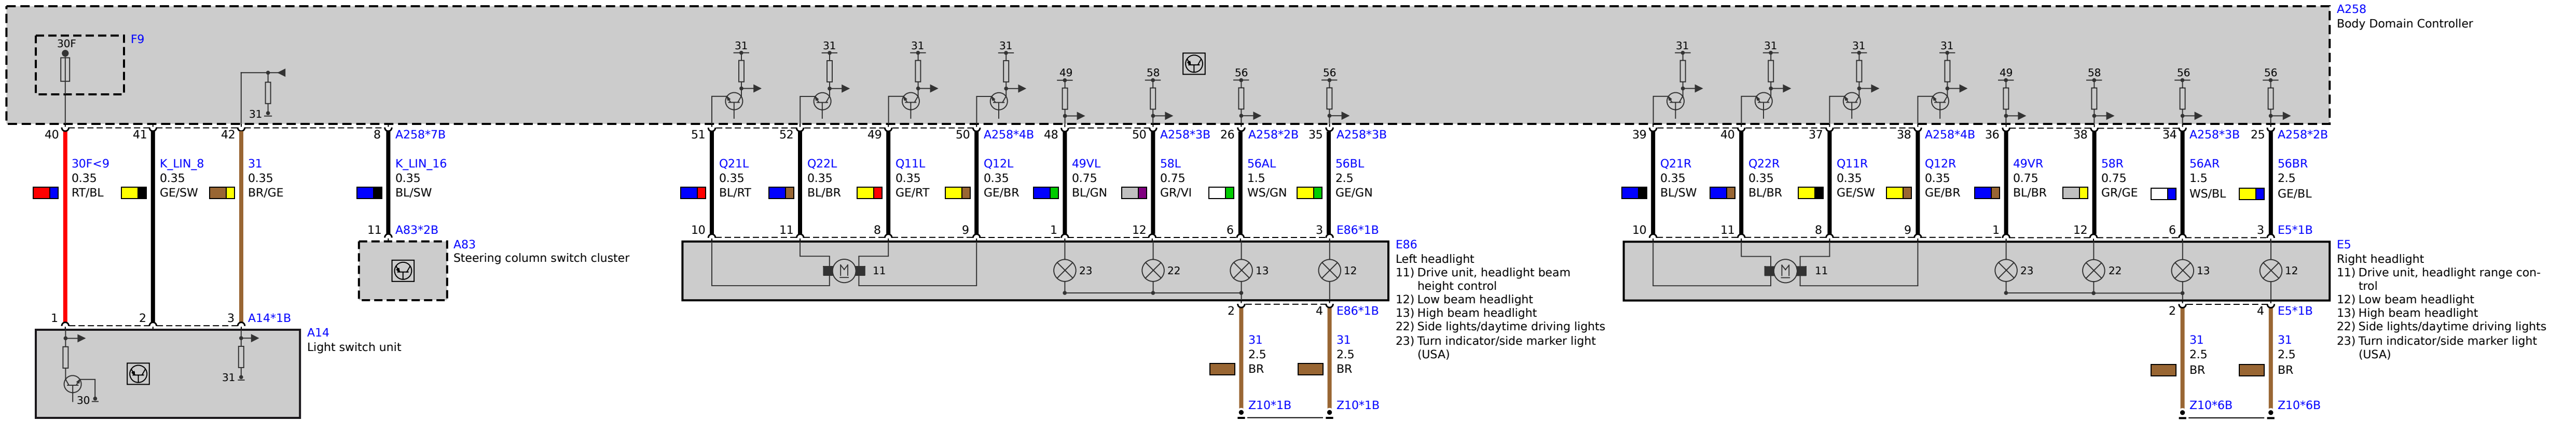 A258
Body Domain Controller
F9
30F
31
31 31 31 31 49 58 56 56
31 31 31 31 49 58 56 56
40 41 42 8 A258*7B
51 52 49 50 A258*4B 48 50 A258*3B 26 A258*2B 35 A258*3B
39 40 37 38 A258*4B 36 38 34 A258*3B 25 A258*2B
30F<9 K_LIN_8 31 K_LIN_16
0.35 0.35 0.35 0.35
RT/BL GE/SW BR/GE BL/SW
Q21L Q22L Q11L Q12L 49VL 58L 56AL 56BL
0.35 0.35 0.35 0.35 0.75 0.75 1.5 2.5
BL/RT BL/BR GE/RT GE/BR BL/GN GR/VI WS/GN GE/GN
Q21R Q22R Q11R Q12R 49VR 58R 56AR 56BR
0.35 0.35 0.35 0.35 0.75 0.75 1.5 2.5
BL/SW BL/BR GE/SW GE/BR BL/BR GR/GE WS/BL GE/BL
11 A83*2B
A83
Steering column switch cluster
10 11 8 9 1 12 6 3 E86*1B
M 11 23 22 13 12
E86
Left headlight
11) Drive unit, headlight beam
height control
12) Low beam headlight
13) High beam headlight
22) Side lights/daytime driving lights
23) Turn indicator/side marker light
(USA)
10 11 8 9 1 12 6 3 E5*1B
M 11 23 22 13 12
E5
Right headlight
11) Drive unit, headlight range con-
trol
12) Low beam headlight
13) High beam headlight
22) Side lights/daytime driving lights
23) Turn indicator/side marker light
(USA)
1 2 3 A14*1B
A14
Light switch unit
31
30
2 4 E86*1B
31 31
2.5 2.5
BR BR
Z10*1B Z10*1B
2 4 E5*1B
31 31
2.5 2.5
BR BR
Z10*6B Z10*6B